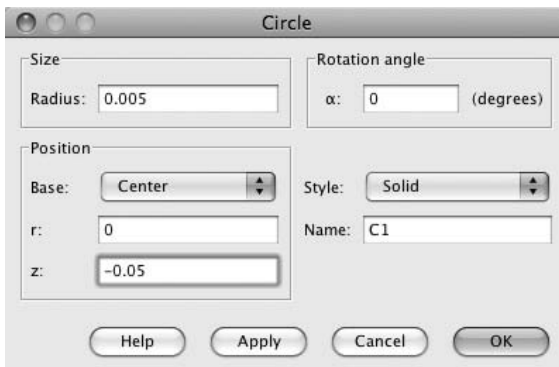 Circle
Size
Radius: 0.005
Rotation angle
α: 0 (degrees)
Position
Base: Center
r: 0
z: -0.05
Style: Solid
Name: C1
Help Apply Cancel OK